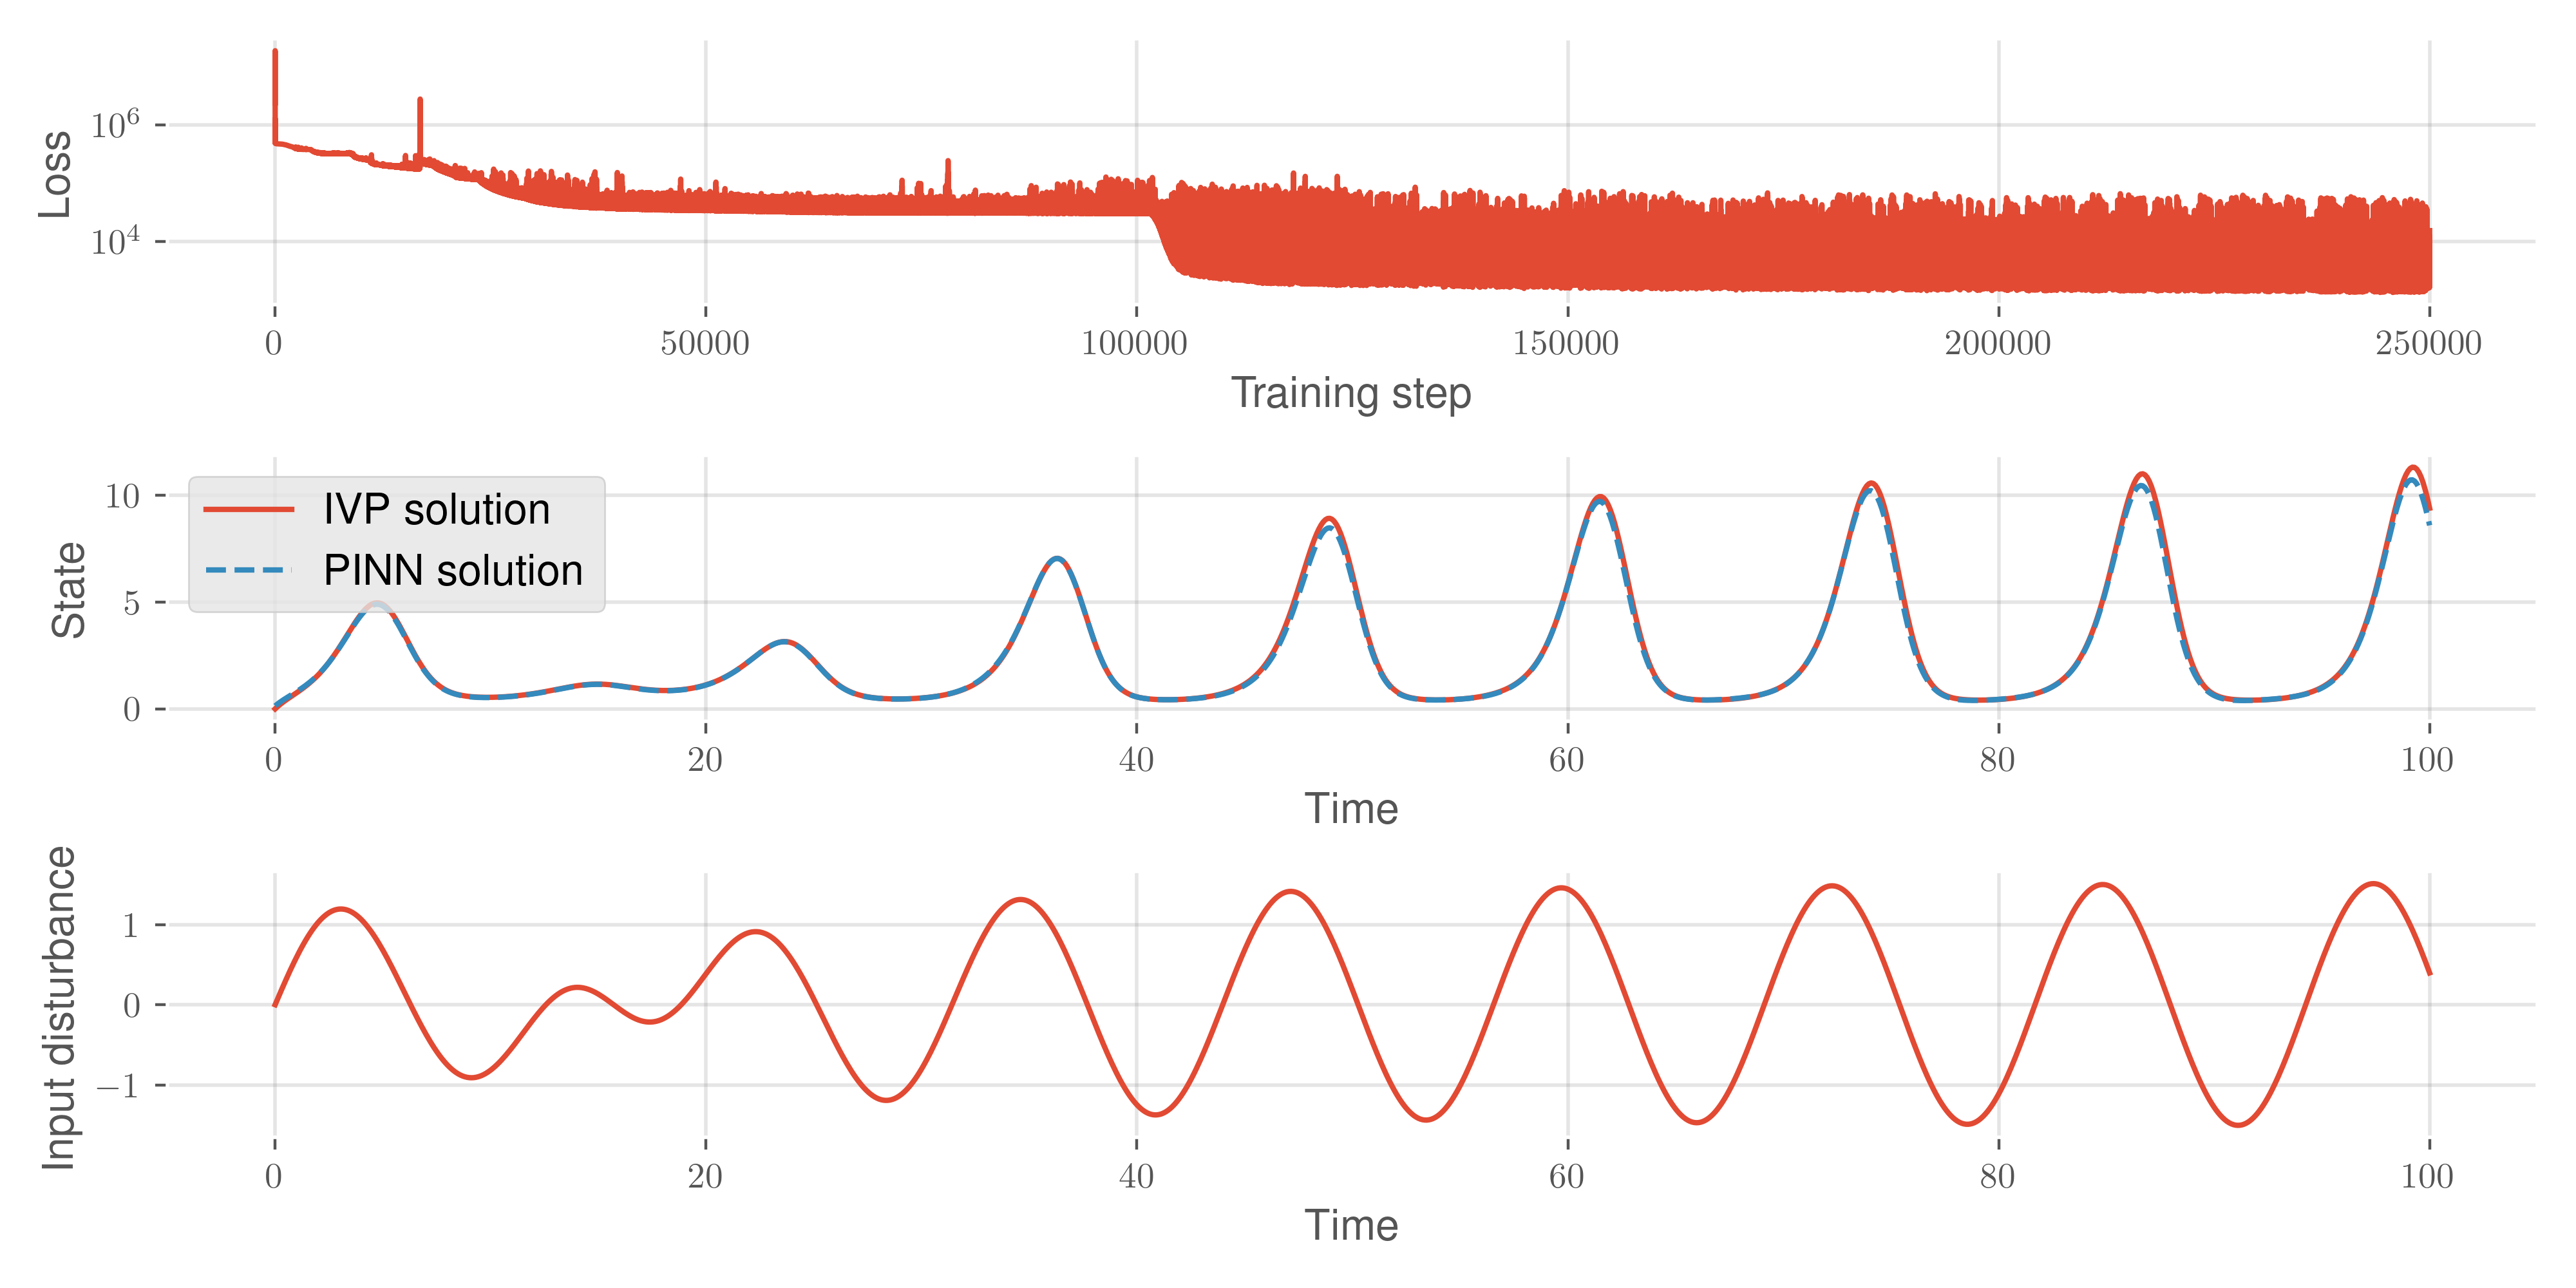 Loss
10^6
10^4
0 50000 100000 150000 200000 250000
Training step
State
10
5
0
IVP solution
PINN solution
0 20 40 60 80 100
Time
Input disturbance
1
0
−1
0 20 40 60 80 100
Time